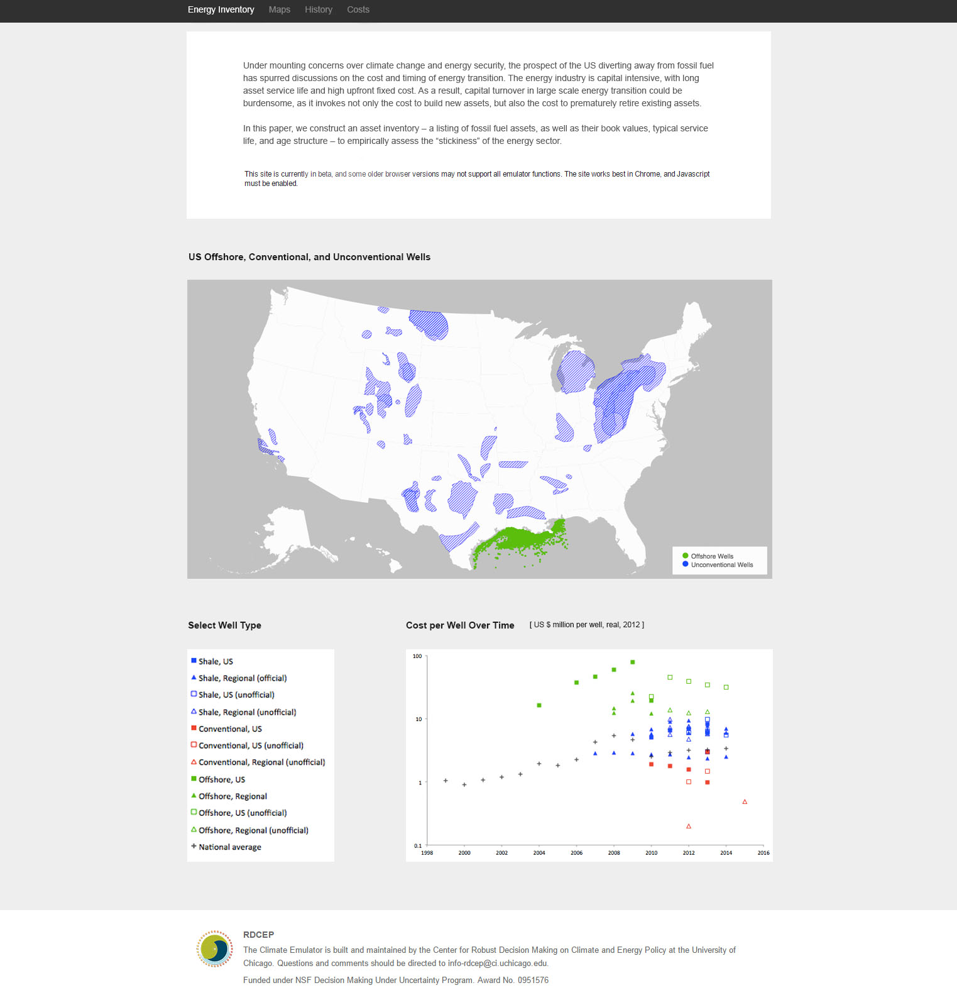 Energy Inventory Maps History Costs
Under mounting concerns over climate change and energy security, the prospect of the US diverting away from fossil fuel
has spurred discussions on the cost and timing of energy transition. The energy industry is capital intensive, with long
asset service life and high upfront fixed cost. As a result, capital turnover in large scale energy transition could be
burdensome, as it invokes not only the cost to build new assets, but also the cost to prematurely retire existing assets.
In this paper, we construct an asset inventory – a listing of fossil fuel assets, as well as their book values, typical service
life, and age structure – to empirically assess the “stickiness” of the energy sector.
This site is currently in beta, and some older browser versions may not support all emulator functions. The site works best in Chrome, and Javascript
must be enabled.
US Offshore, Conventional, and Unconventional Wells
Offshore Wells
Unconventional Wells
Select Well Type
Shale, US
Shale, Regional (official)
Shale, US (unofficial)
Shale, Regional (unofficial)
Conventional, US
Conventional, US (unofficial)
Conventional, Regional (unofficial)
Offshore, US
Offshore, Regional
Offshore, US (unofficial)
Offshore, Regional (unofficial)
National average
Cost per Well Over Time [ US $ million per well, real, 2012 ]
100
10
1
0.1
1998 2000 2002 2004 2006 2008 2010 2012 2014 2016
RDCEP
The Climate Emulator is built and maintained by the Center for Robust Decision Making on Climate and Energy Policy at the University of
Chicago. Questions and comments should be directed to info-rdcep@ci.uchicago.edu.
Funded under NSF Decision Making Under Uncertainty Program. Award No. 0951576